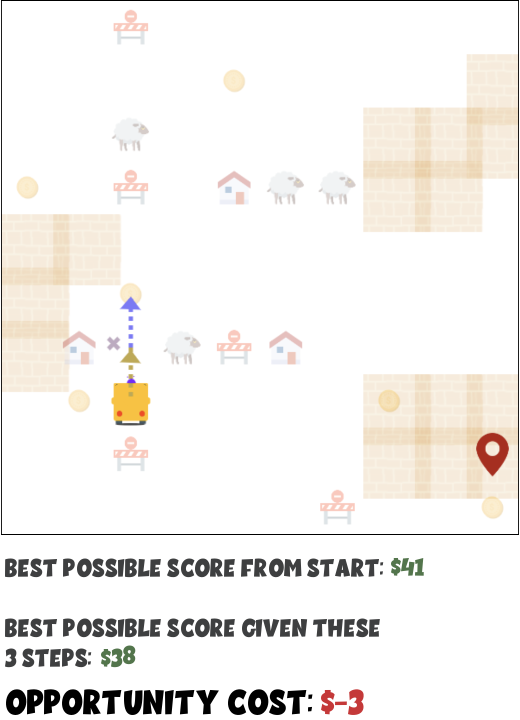 BEST POSSIBLE SCORE FROM START: $41
BEST POSSIBLE SCORE GIVEN THESE
3 STEPS: $38
OPPORTUNITY COST: $-3